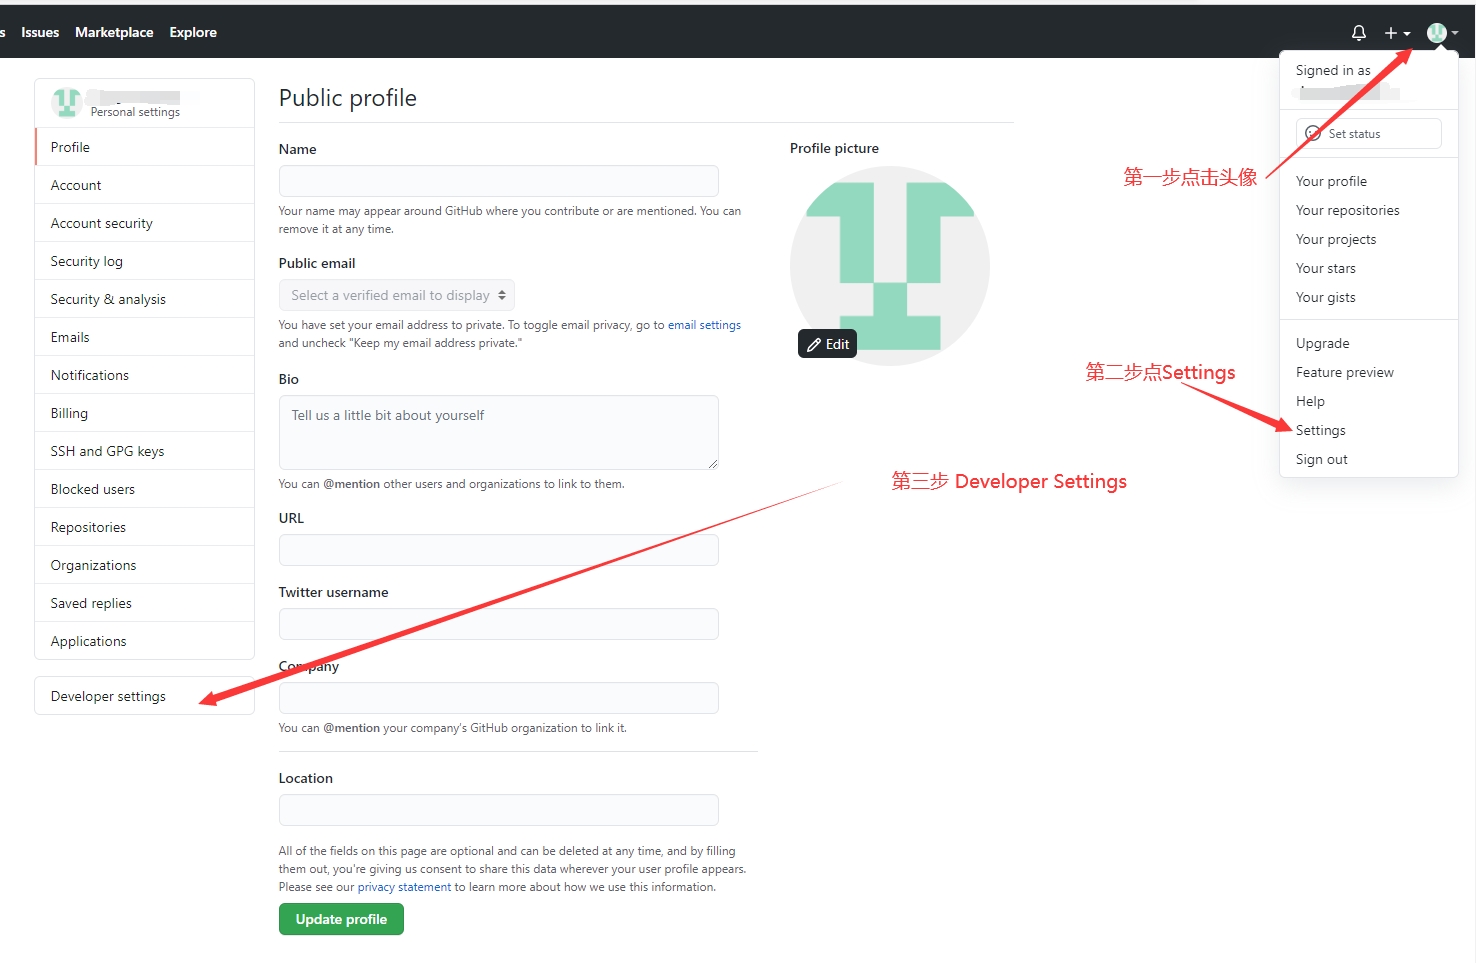 s Issues Marketplace Explore
Signed in as
Set status
Your profile
Your repositories
Your projects
Your stars
Your gists
Upgrade
Feature preview
Help
Settings
Sign out
第一步点击头像
第二步点Settings
第三步 Developer Settings
Personal settings
Profile
Account
Account security
Security log
Security & analysis
Emails
Notifications
Billing
SSH and GPG keys
Blocked users
Repositories
Organizations
Saved replies
Applications
Developer settings
Public profile
Name
Your name may appear around GitHub where you contribute or are mentioned. You can
remove it at any time.
Public email
Select a verified email to display
You have set your email address to private. To toggle email privacy, go to email settings
and uncheck "Keep my email address private."
Bio
Tell us a little bit about yourself
You can @mention other users and organizations to link to them.
URL
Twitter username
Company
You can @mention your company's GitHub organization to link it.
Location
All of the fields on this page are optional and can be deleted at any time, and by filling
them out, you're giving us consent to share this data wherever your user profile appears.
Please see our privacy statement to learn more about how we use this information.
Update profile
Profile picture
Edit